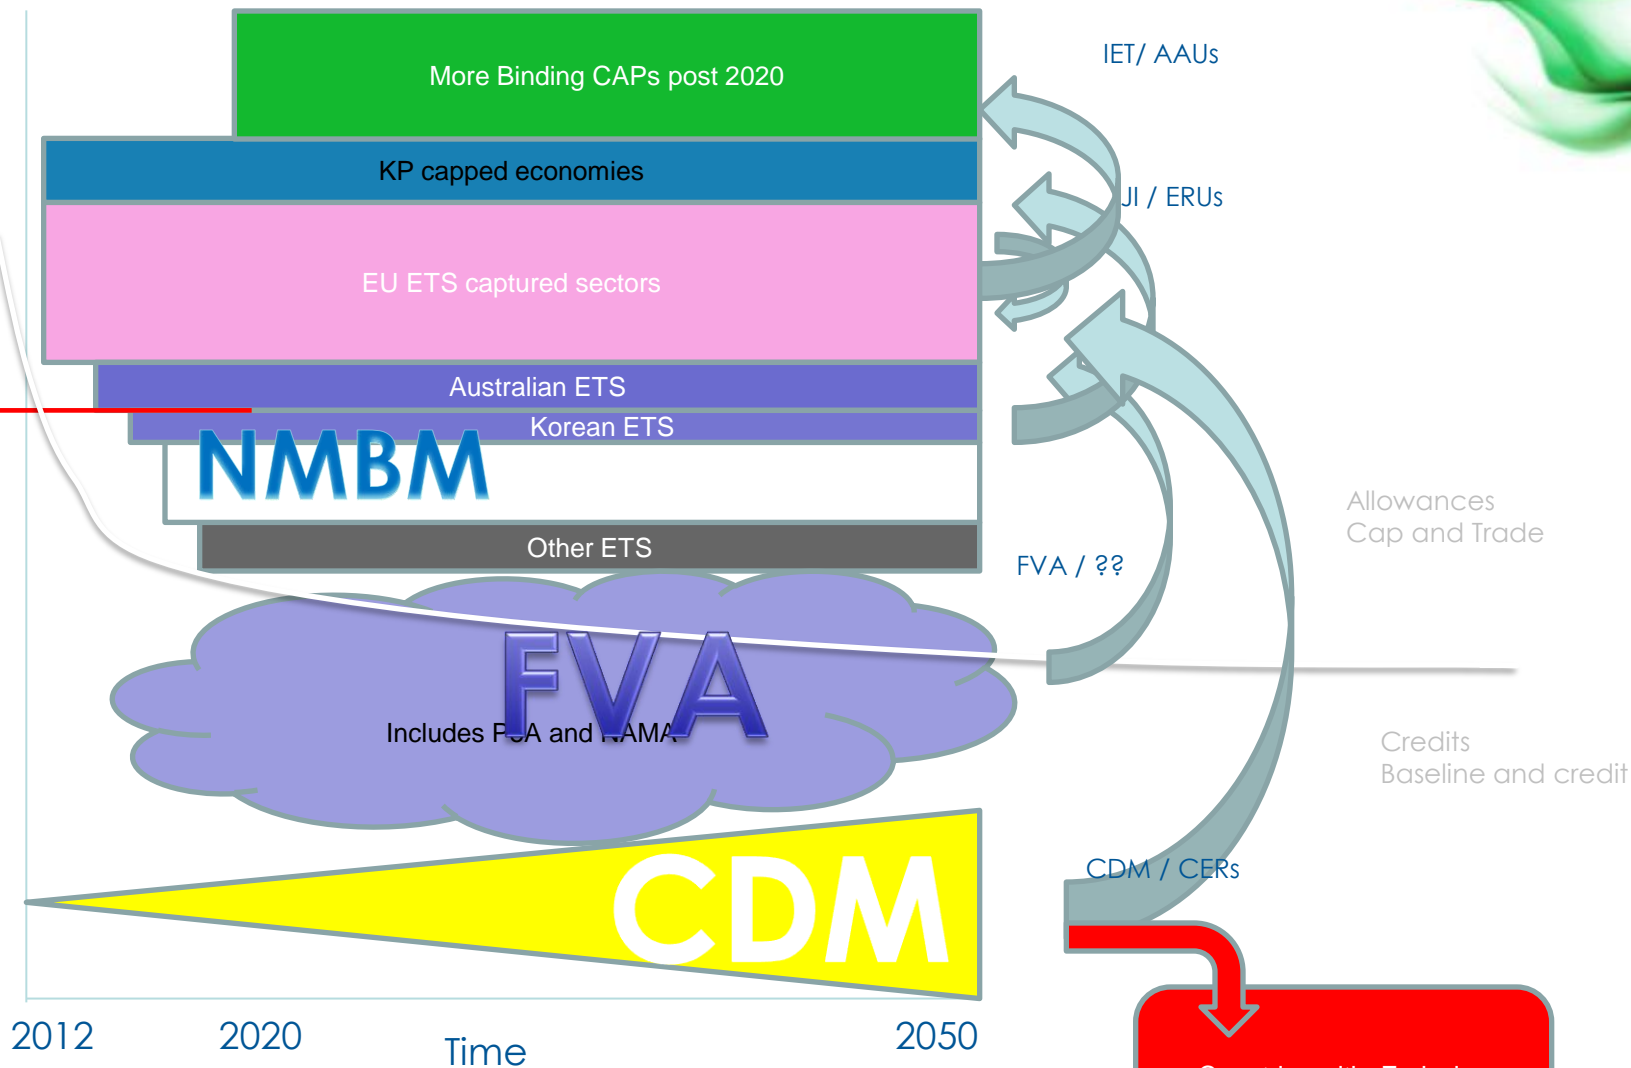 IET/ AAUs
More Binding CAPs post 2020
KP capped economies
JI / ERUs
EU ETS captured sectors
Australian ETS
Korean ETS
NMBM
Allowances
Cap and Trade
Other ETS
FVA / ??
FVA
Includes and NAMA
Credits
Baseline and credit
CDM
CDM / CERs
2012
2020
Time
2050